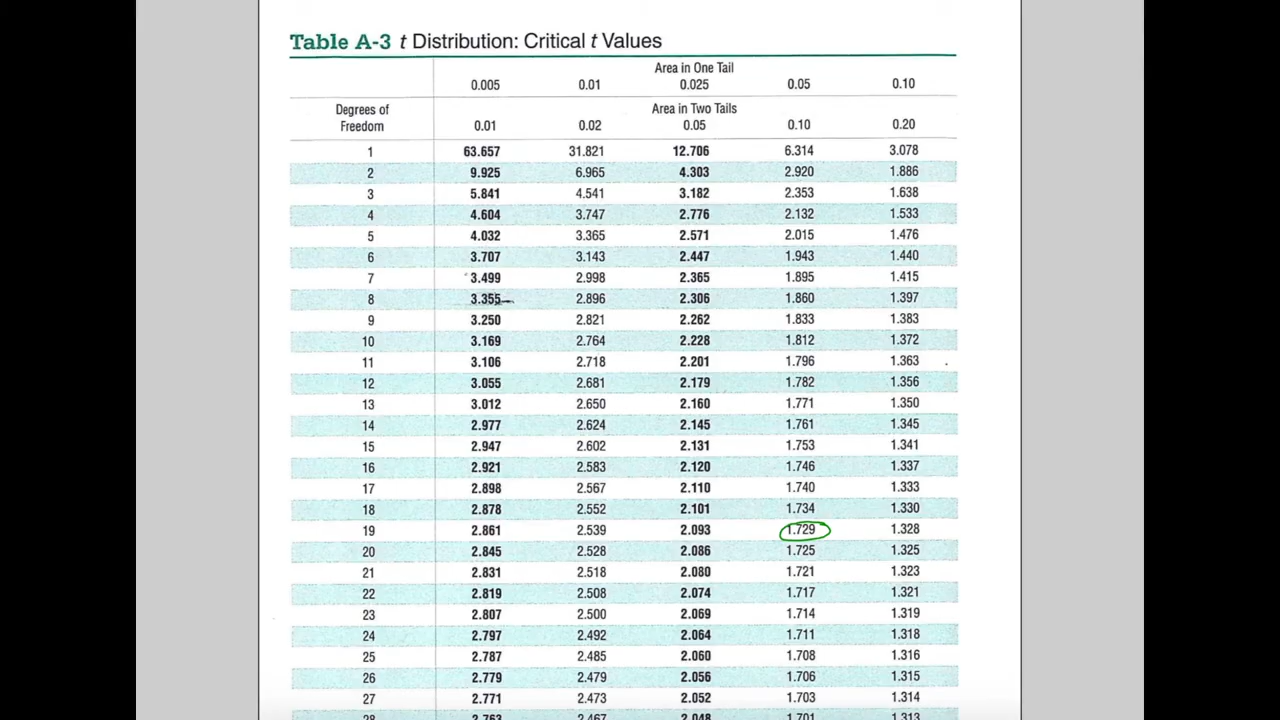 Table A-3 t Distribution: Critical t Values
Area in One Tail
0.005 0.01 0.025 0.05 0.10
Degrees of Freedom
Area in Two Tails
0.01 0.02 0.05 0.10 0.20
1 63.657 31.821 12.706 6.314 3.078
2 9.925 6.965 4.303 2.920 1.886
3 5.841 4.541 3.182 2.353 1.638
4 4.604 3.747 2.776 2.132 1.533
5 4.032 3.365 2.571 2.015 1.476
6 3.707 3.143 2.447 1.943 1.440
7 3.499 2.998 2.365 1.895 1.415
8 3.355 2.896 2.306 1.860 1.397
9 3.250 2.821 2.262 1.833 1.383
10 3.169 2.764 2.228 1.812 1.372
11 3.106 2.718 2.201 1.796 1.363
12 3.055 2.681 2.179 1.782 1.356
13 3.012 2.650 2.160 1.771 1.350
14 2.977 2.624 2.145 1.761 1.345
15 2.947 2.602 2.131 1.753 1.341
16 2.921 2.583 2.120 1.746 1.337
17 2.898 2.567 2.110 1.740 1.333
18 2.878 2.552 2.101 1.734 1.330
19 2.861 2.539 2.093 1.729 1.328
20 2.845 2.528 2.086 1.725 1.325
21 2.831 2.518 2.080 1.721 1.323
22 2.819 2.508 2.074 1.717 1.321
23 2.807 2.500 2.069 1.714 1.319
24 2.797 2.492 2.064 1.711 1.318
25 2.787 2.485 2.060 1.708 1.316
26 2.779 2.479 2.056 1.706 1.315
27 2.771 2.473 2.052 1.703 1.314
28 2.763 2.467 2.048 1.701 1.313